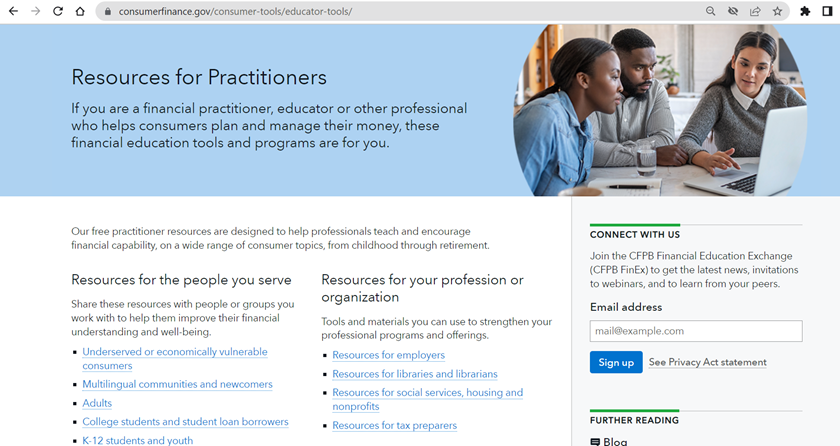 consumerfinance.gov/consumer-tools/educator-tools/
Resources for Practitioners
If you are a financial practitioner, educator or other professional
who helps consumers plan and manage their money, these
financial education tools and programs are for you.
Our free practitioner resources are designed to help professionals teach and encourage
financial capability, on a wide range of consumer topics, from childhood through retirement.
Resources for the people you serve
Share these resources with people or groups you
work with to help them improve their financial
understanding and well-being.
Underserved or economically vulnerable
consumers
Multilingual communities and newcomers
Adults
College students and student loan borrowers
K-12 students and youth
Resources for your profession or
organization
Tools and materials you can use to strengthen your
professional programs and offerings.
Resources for employers
Resources for libraries and librarians
Resources for social services, housing and
nonprofits
Resources for tax preparers
CONNECT WITH US
Join the CFPB Financial Education Exchange
(CFPB FinEx) to get the latest news, invitations
to webinars, and to learn from your peers.
Email address
mail@example.com
Sign up
See Privacy Act statement
FURTHER READING
Blog